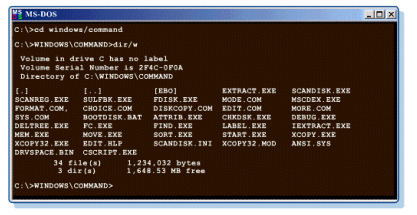 MS-DOS
C:\>cd windows/command
C:\>WINDOWS\COMMAND>dir/w
Volume in drive C has no label
Volume Serial Number is 2F4C-0F0A
Directory of C:\WINDOWS\COMMAND
[.] [..] [EBO] EXTRACT.EXE SCANDISK.EXE
SCANREG.EXE SULFBK.EXE FDISK.EXE MODE.COM MSCDEX.EXE
FORMAT.COM, CHOICE.COM DISKCOPY.COM EDIT.COM MORE.COM
SYS.COM BOOTDISK.BAT ATTRIB.EXE CHKDSK.EXE DEBUG.EXE
DELTREE.EXE FC.EXE FIND.EXE LABEL.EXE IEXTRACT.EXE
MEM.EXE MOVE.EXE SORT.EXE START.EXE XCOPY.EXE
XCOPY32.EXE EDIT.HLP SCANDISK.INI XCOPY32.MOD ANSI.SYS
DRVSPACE.BIN CSCRIPT.EXE
34 file(s) 1,234,032 bytes
3 dir(s) 1,648.53 MB free
C:\>WINDOWS\COMMAND>